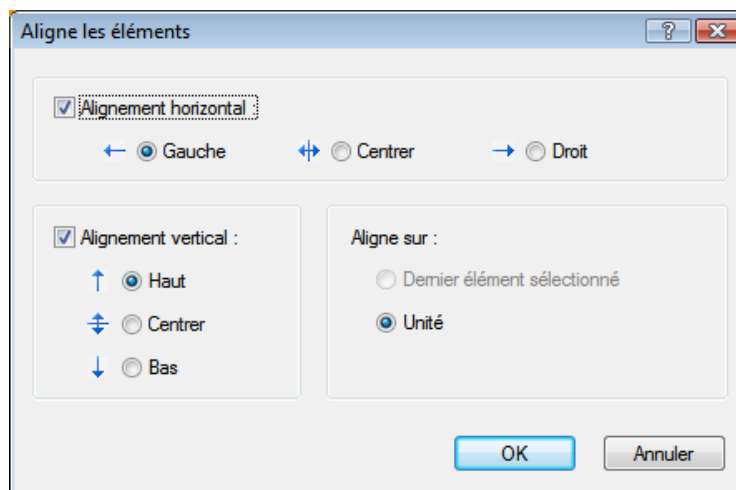 Aligne les éléments
Alignement horizontal :
Gauche Centrer Droit
Alignement vertical :
Haut
Centrer
Bas
Aligne sur :
Dernier élément sélectionné
Unité
OK Annuler